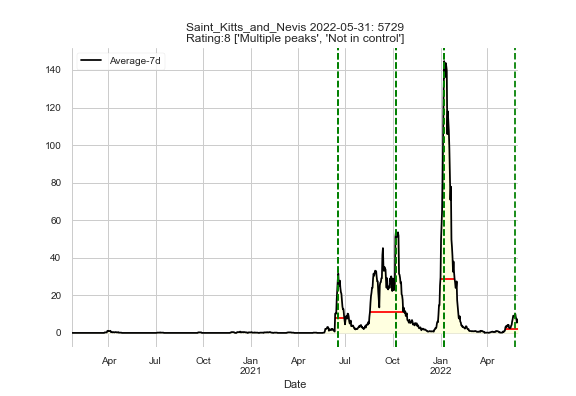 Saint_Kitts_and_Nevis 2022-05-31: 5729
Rating:8 ['Multiple peaks', 'Not in control']
Average-7d
140
120
100
80
60
40
20
0
Apr
Jul
Oct
Jan
2021
Apr
Jul
Oct
Jan
2022
Apr
Date